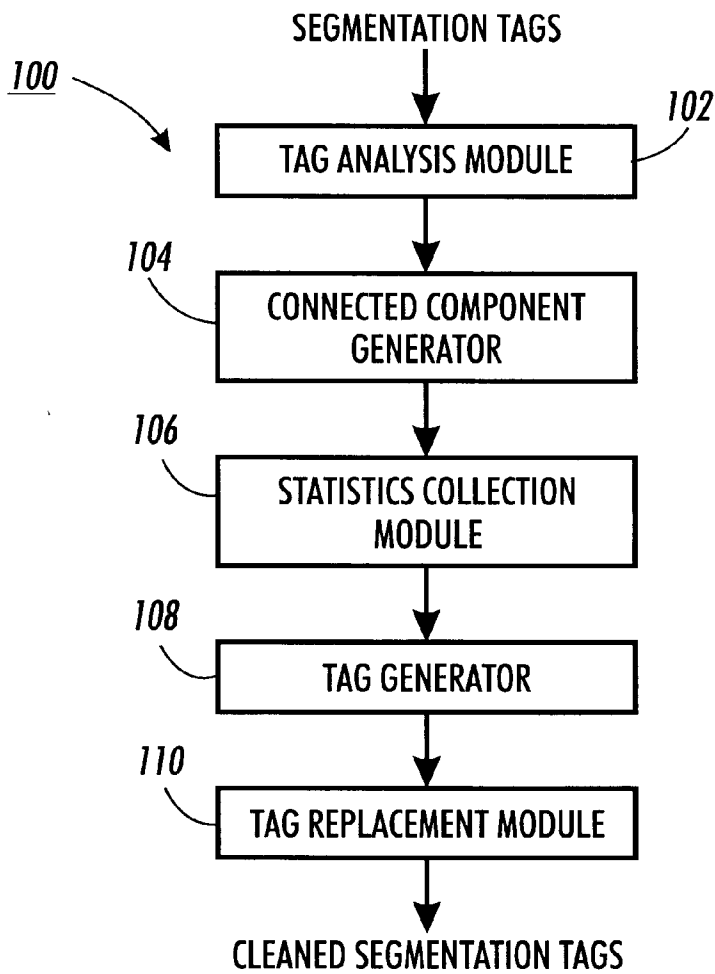 SEGMENTATION TAGS
100
102
TAG ANALYSIS MODULE
104
CONNECTED COMPONENT
GENERATOR
106
STATISTICS COLLECTION
MODULE
108
TAG GENERATOR
110
TAG REPLACEMENT MODULE
CLEANED SEGMENTATION TAGS